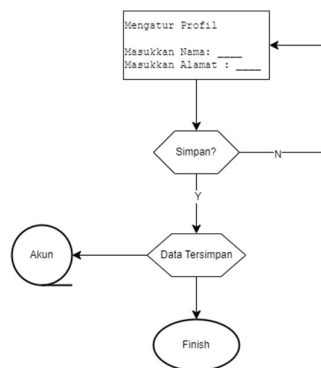 Mengatur Profil
Masukkan Nama: ____
Masukkan Alamat : ____
Simpan?
N
Y
Akun
Data Tersimpan
Finish